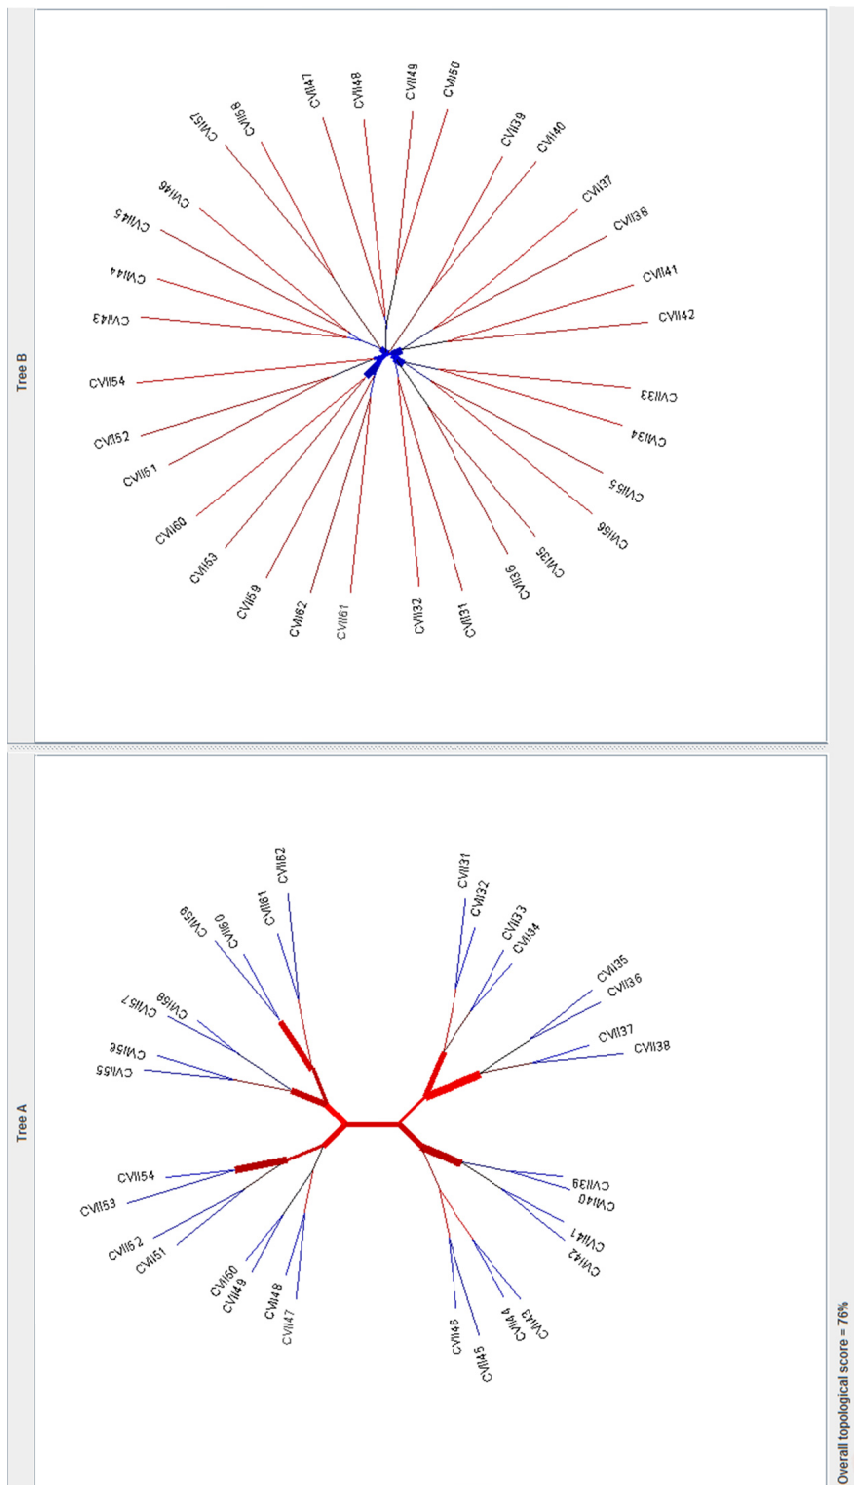 Tree B
CVII47
CVII48
CVII49
CVII50
CVII39
CVII40
CVII37
CVII38
CVII41
CVII42
CVII33
CVII34
CVII55
CVII56
CVII35
CVII36
CVII31
CVII32
CVII61
CVII62
CVII59
CVII53
CVII60
CVII51
CVII52
CVII54
CVII43
CVII44
CVII45
CVII46
CVII57
CVII58
Tree A
CVII31
CVII32
CVII33
CVII34
CVII35
CVII36
CVII37
CVII38
CVII39
CVII40
CVII41
CVII42
CVII43
CVII44
CVII45
CVII46
CVII47
CVII48
CVII49
CVII50
CVII51
CVII52
CVII53
CVII54
CVII55
CVII56
CVII57
CVII58
CVII59
CVII60
CVII61
CVII62
Overall topological score = 76%